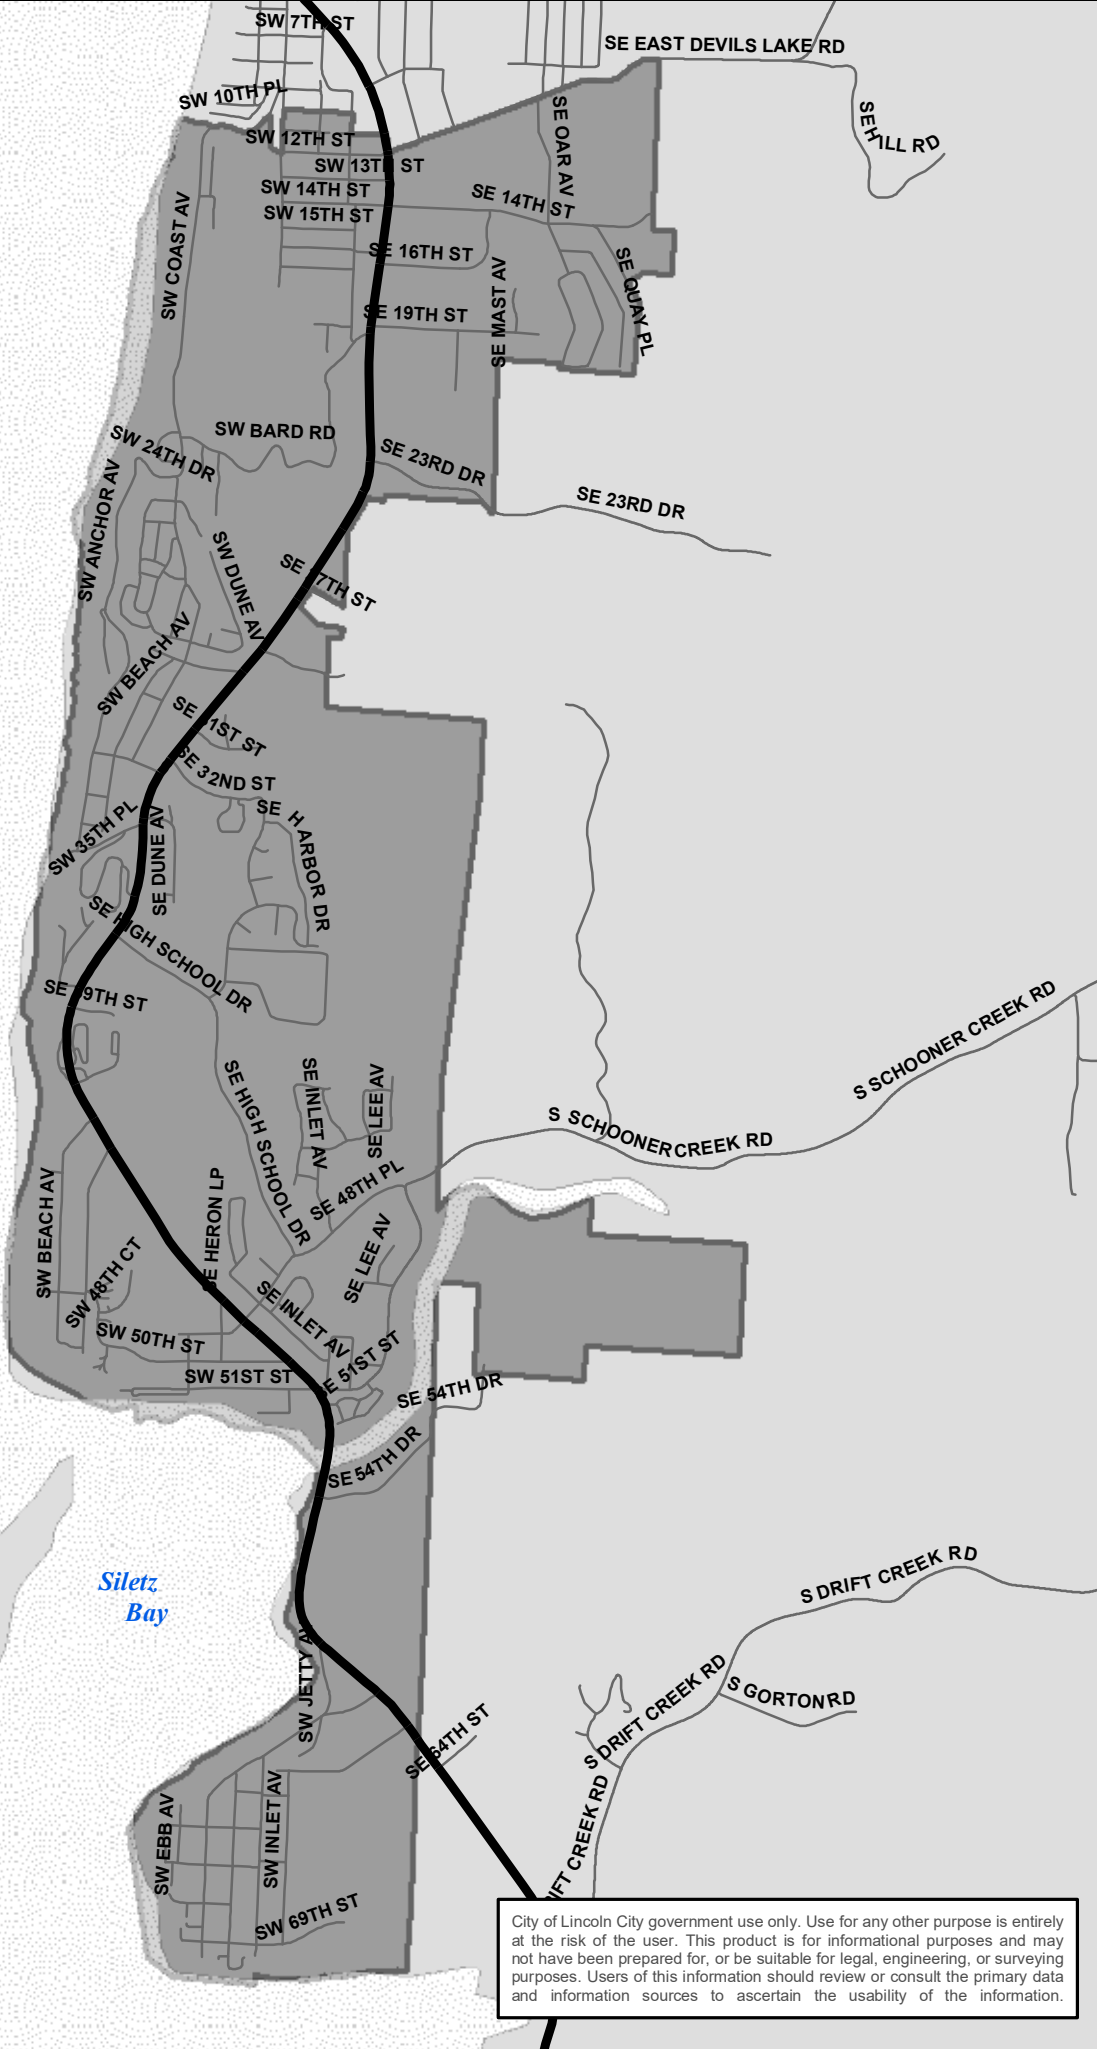 SW 7TH ST
SE EAST DEVILS LAKE RD
SW 10TH PL
SE OAR AV
SE HILL RD
SW 12TH ST
SW 13TH ST
SW 14TH ST
SE 14TH ST
SW 15TH ST
SW COAST AV
SE 16TH ST
SE QUAY PL
SE MAST AV
SE 19TH ST
SW BARD RD
SW 24TH DR
SE 23RD DR
SE 23RD DR
SW ANCHOR AV
SW DUNE AV
SE 27TH ST
SW BEACH AV
SE 31ST ST
SE 32ND ST
SE HARBOR DR
SW 35TH PL
SE DUNE AV
SE HIGH SCHOOL DR
SE 39TH ST
S SCHOONER CREEK RD
SE HIGH SCHOOL DR
SE INLET AV
SE LEE AV
S SCHOONER CREEK RD
SE 48TH PL
SW BEACH AV
SE HERON LP
SE LEE AV
SW 48TH CT
SE INLET AV
SW 50TH ST
SE 51ST ST
SW 51ST ST
SE 54TH DR
SE 54TH DR
Siletz
Bay
S DRIFT CREEK RD
SW JETTY A
S DRIFT CREEK RD
S GORTON RD
SE 64TH ST
SW EBB AV
SW INLET AV
IFT CREEK RD
SW 69TH ST
City of Lincoln City government use only. Use for any other purpose is entirely
at the risk of the user. This product is for informational purposes and may
not have been prepared for, or be suitable for legal, engineering, or surveying
purposes. Users of this information should review or consult the primary data
and information sources to ascertain the usability of the information.